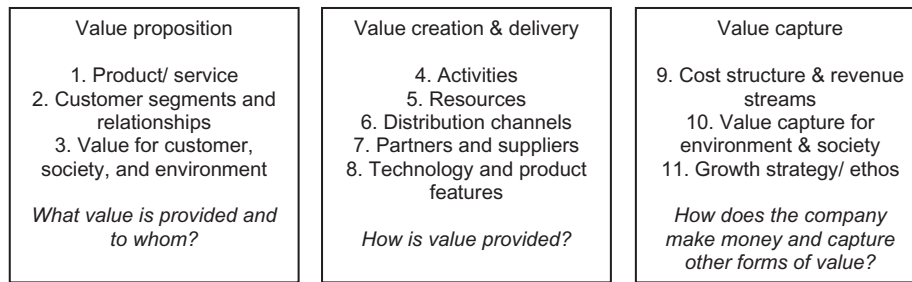 Value proposition
1. Product/ service
2. Customer segments and
relationships
3. Value for customer,
society, and environment
What value is provided and
to whom?
Value creation & delivery
4. Activities
5. Resources
6. Distribution channels
7. Partners and suppliers
8. Technology and product
features
How is value provided?
Value capture
9. Cost structure & revenue
streams
10. Value capture for
environment & society
11. Growth strategy/ ethos
How does the company
make money and capture
other forms of value?